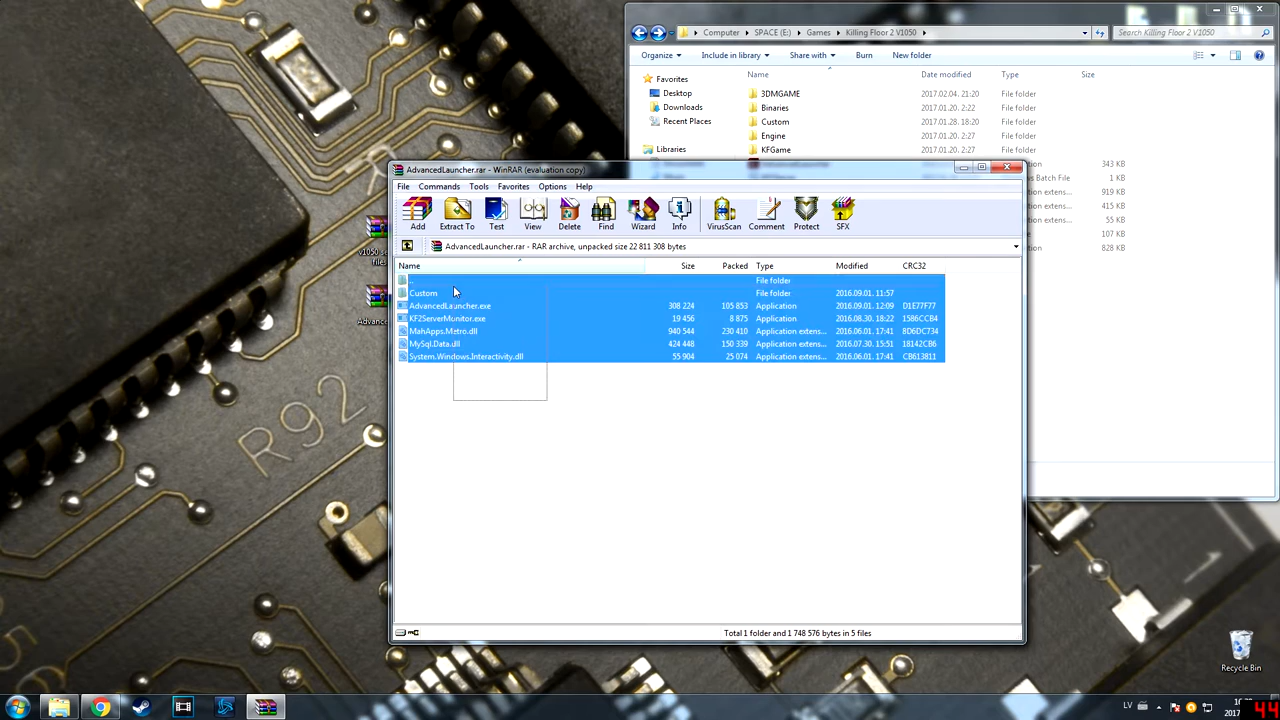 Computer ▸ SPACE (E:) ▸ Games ▸ Killing Floor 2 V1050 ▸
Search Killing Floor 2 V1050
Organize Include in library Share with Burn New folder
Favorites
Desktop
Downloads
Recent Places
Libraries
Name Date modified Type Size
3DMGAME 2017.02.04. 21:20 File folder
Binaries 2017.01.20. 2:22 File folder
Custom 2017.01.28. 18:20 File folder
Engine 2017.01.20. 2:27 File folder
KFGame 2017.01.20. 2:27 File folder
343 KB
Batch File 1 KB
919 KB
415 KB
55 KB
107 KB
828 KB
AdvancedLauncher.rar - WinRAR (evaluation copy)
File Commands Tools Favorites Options Help
Add Extract To Test View Delete Find Wizard Info VirusScan Comment Protect SFX
AdvancedLauncher.rar - RAR archive, unpacked size 22 811 308 bytes
Name Size Packed Type Modified CRC32
.. File folder
Custom File folder 2016.09.01. 11:57
AdvancedLauncher.exe 308 224 105 853 Application 2016.09.01. 12:09 D1E77F77
KF2ServerMonitor.exe 19 456 8 875 Application 2016.08.30. 18:22 1586CCB4
MahApps.Metro.dll 940 544 230 410 Application extens... 2016.06.01. 17:41 8D6DC734
MySql.Data.dll 424 448 150 339 Application extens... 2016.07.30. 15:51 18142CB6
System.Windows.Interactivity.dll 55 904 25 074 Application extens... 2016.06.01. 17:41 CB613811
Total 1 folder and 1 748 576 bytes in 5 files
v1050
files
R92
Recycle Bin
LV
44